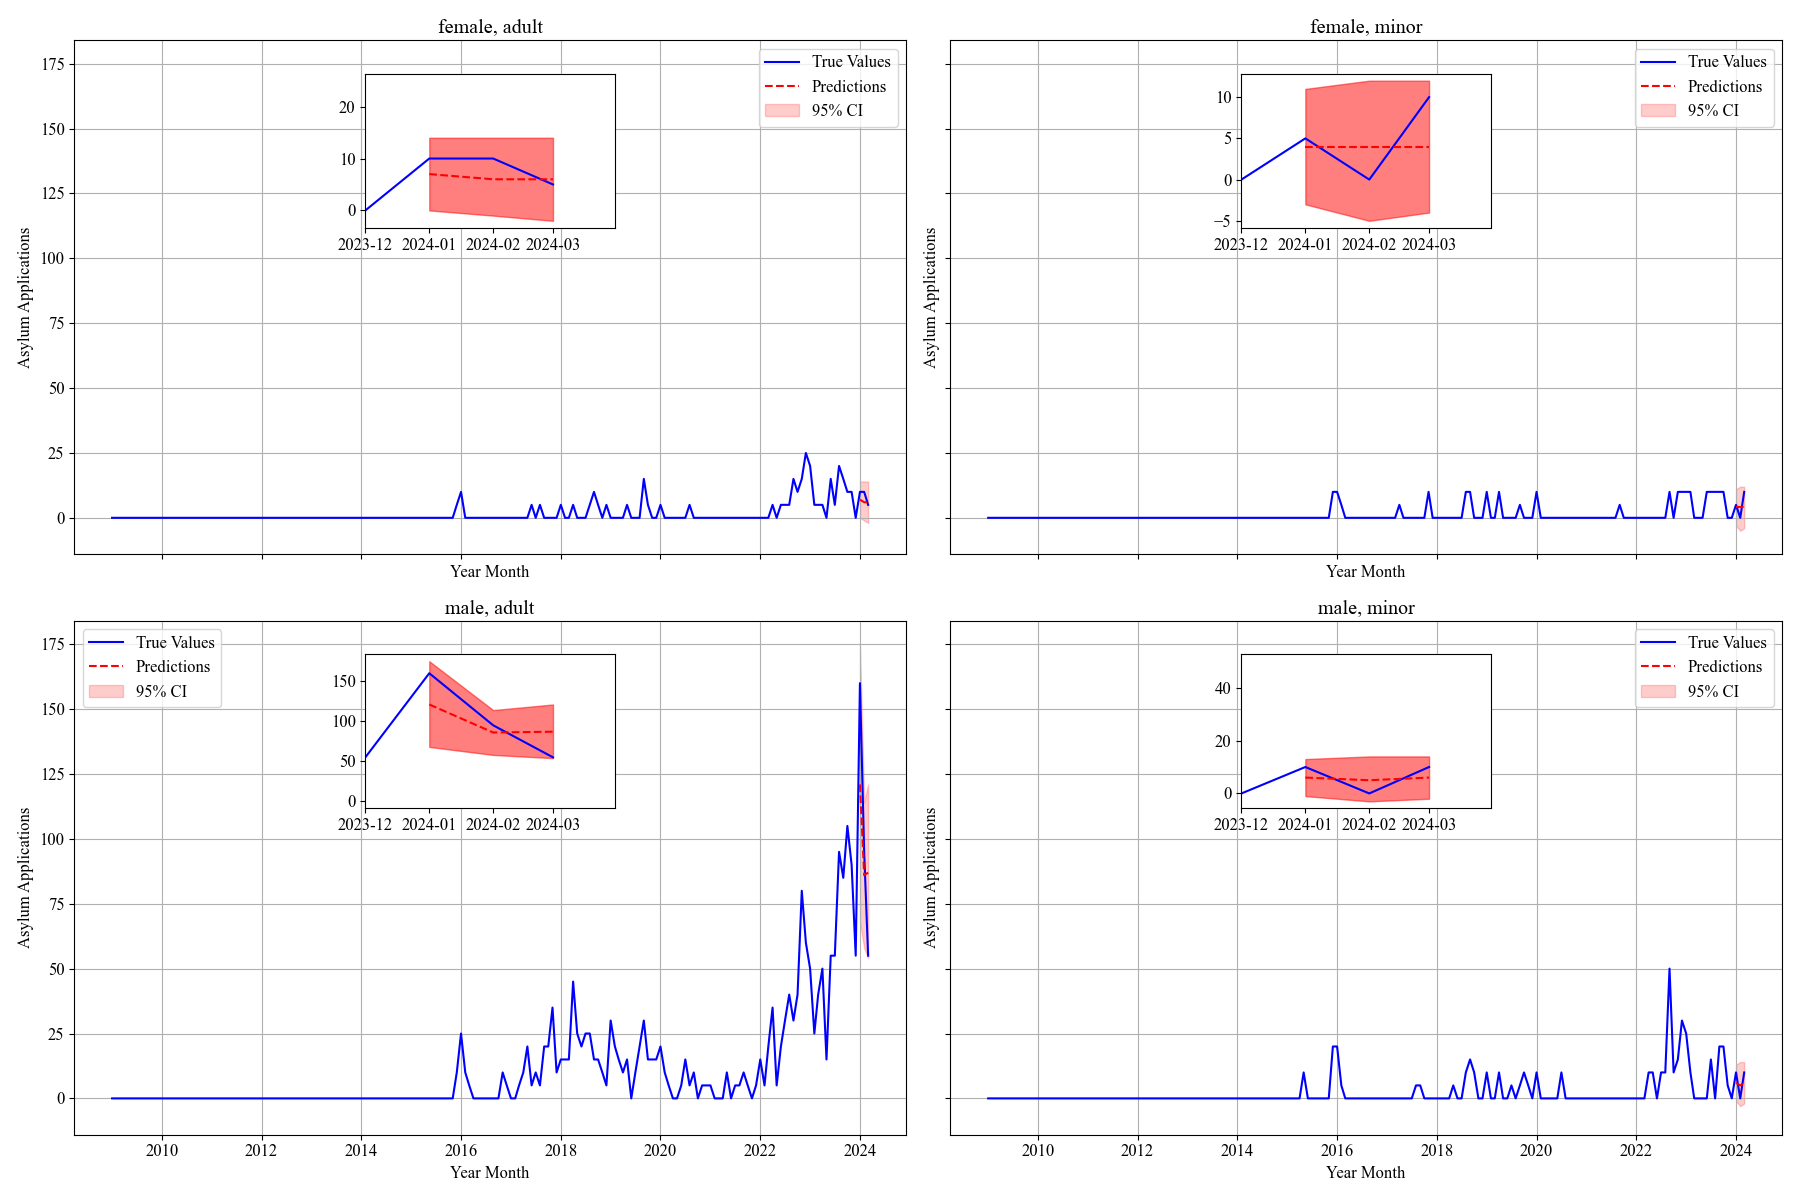 female, adult
175
150
125
100
75
50
25
0
Asylum Applications
Year Month
True Values
Predictions
95% CI
20
10
0
2023-12 2024-01 2024-02 2024-03
female, minor
Asylum Applications
Year Month
True Values
Predictions
95% CI
10
5
0
−5
2023-12 2024-01 2024-02 2024-03
male, adult
175
150
125
100
75
50
25
0
Asylum Applications
2010 2012 2014 2016 2018 2020 2022 2024
Year Month
True Values
Predictions
95% CI
150
100
50
0
2023-12 2024-01 2024-02 2024-03
male, minor
Asylum Applications
2010 2012 2014 2016 2018 2020 2022 2024
Year Month
True Values
Predictions
95% CI
40
20
0
2023-12 2024-01 2024-02 2024-03